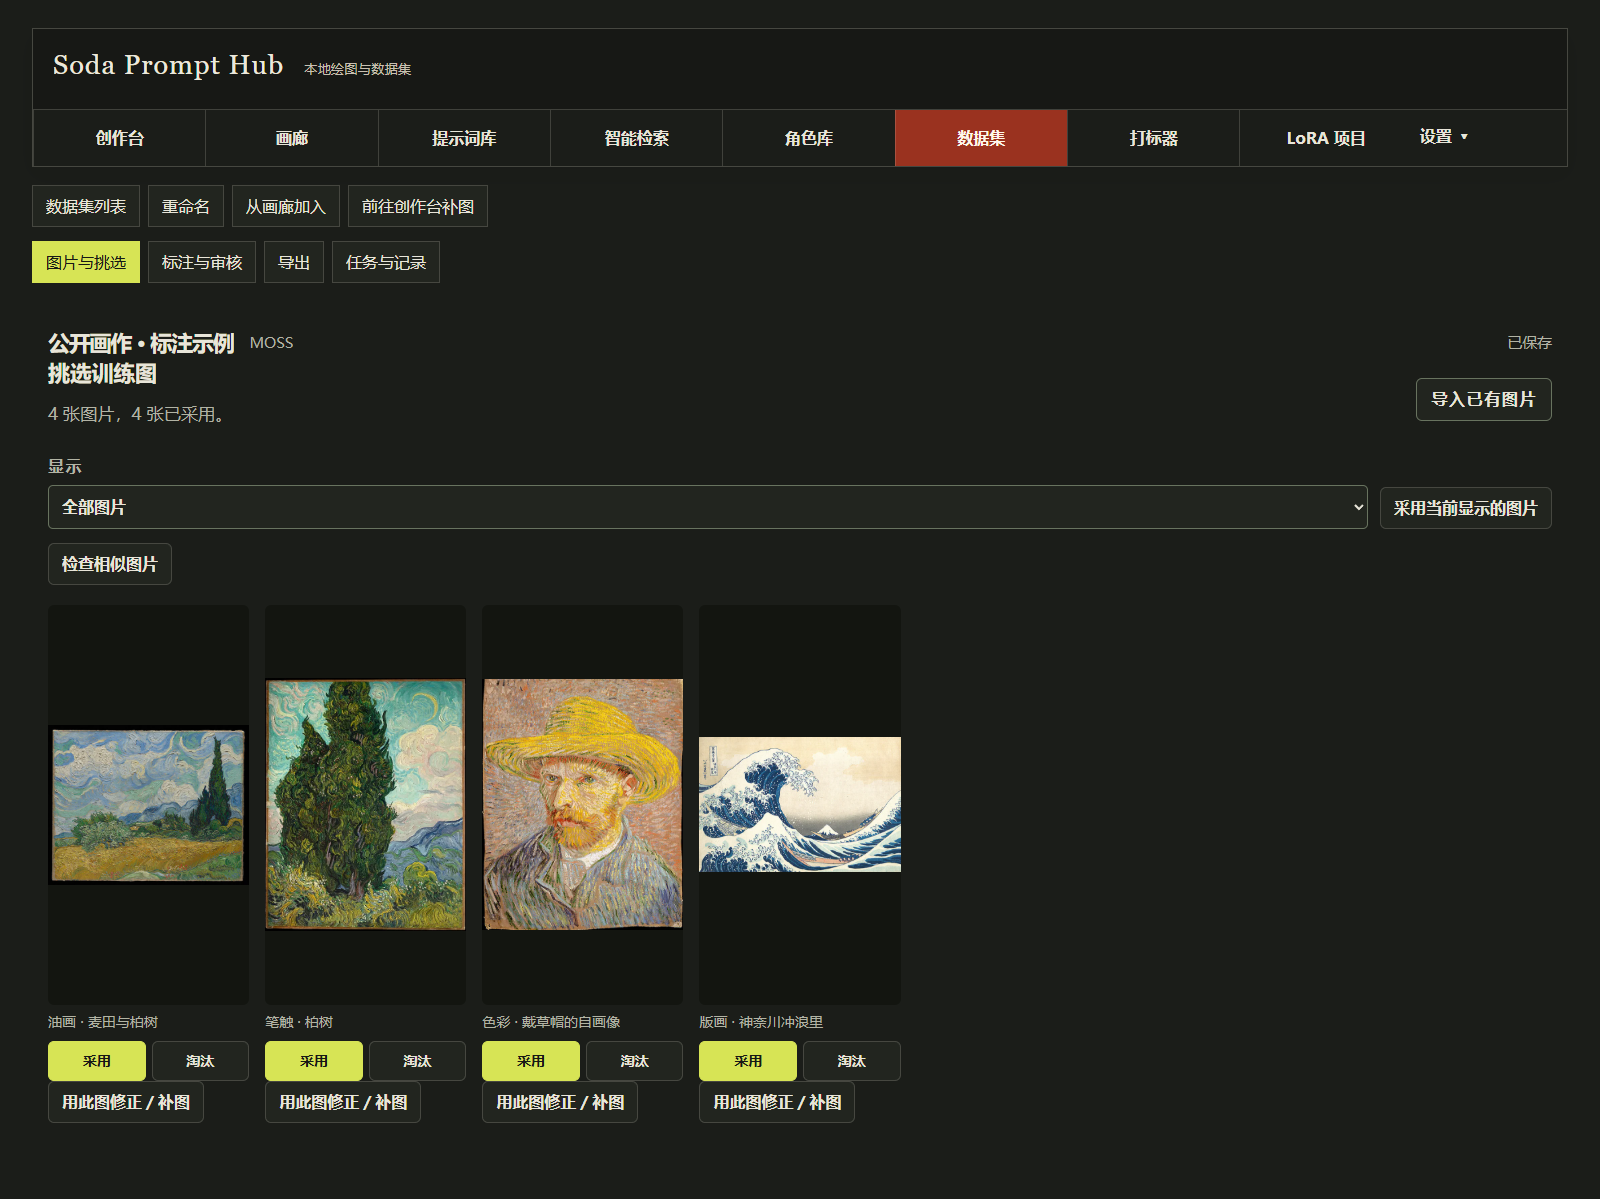 Soda Prompt Hub 本地绘图与数据集
创作台 画廊 提示词库 智能检索 角色库 数据集 打标器 LoRA 项目 设置 ▾
数据集列表 重命名 从画廊加入 前往创作台补图
图片与挑选 标注与审核 导出 任务与记录
公开画作 • 标注示例 MOSS 已保存
挑选训练图
4 张图片，4 张已采用。
导入已有图片
显示
全部图片 采用当前显示的图片
检查相似图片
油画 · 麦田与柏树 笔触 · 柏树 色彩 · 戴草帽的自画像 版画 · 神奈川冲浪里
采用 淘汰 采用 淘汰 采用 淘汰 采用 淘汰
用此图修正 / 补图 用此图修正 / 补图 用此图修正 / 补图 用此图修正 / 补图